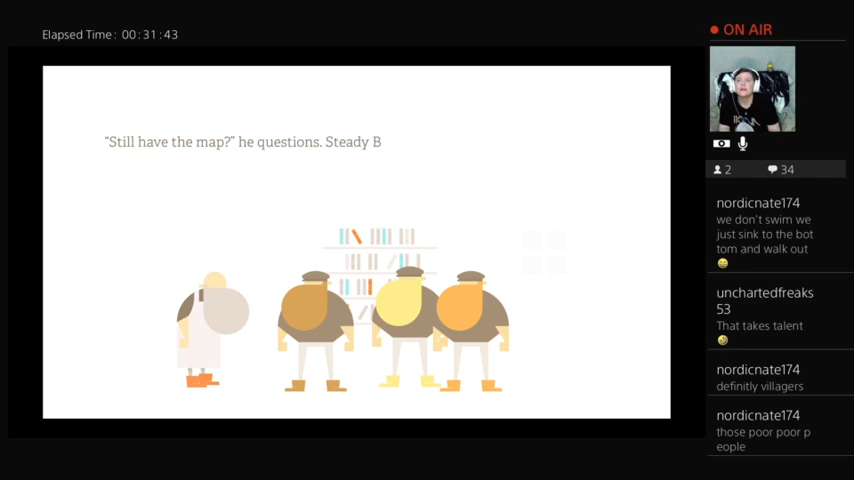 Elapsed Time: 00:31:43
ON AIR
“Still have the map?” he questions. Steady B
2
34
nordicnate174
we don't swim we
just sink to the bot
tom and walk out
unchartedfreaks
53
That takes talent
nordicnate174
definitly villagers
nordicnate174
those poor poor p
eople